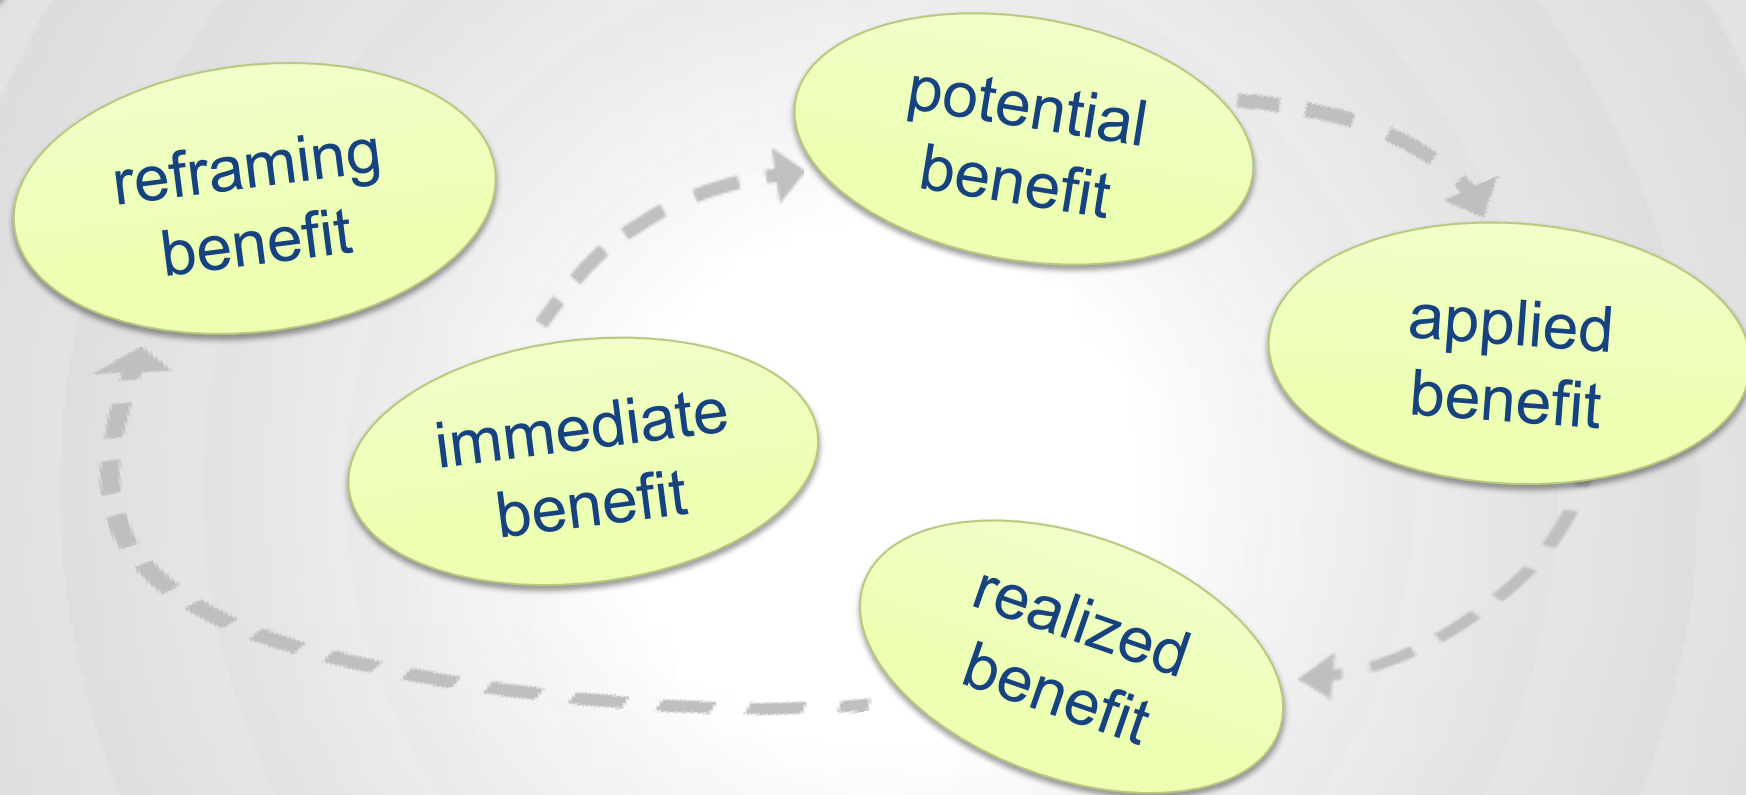 reframing
benefit
potential
benefit
applied
benefit
immediate
benefit
realized
benefit